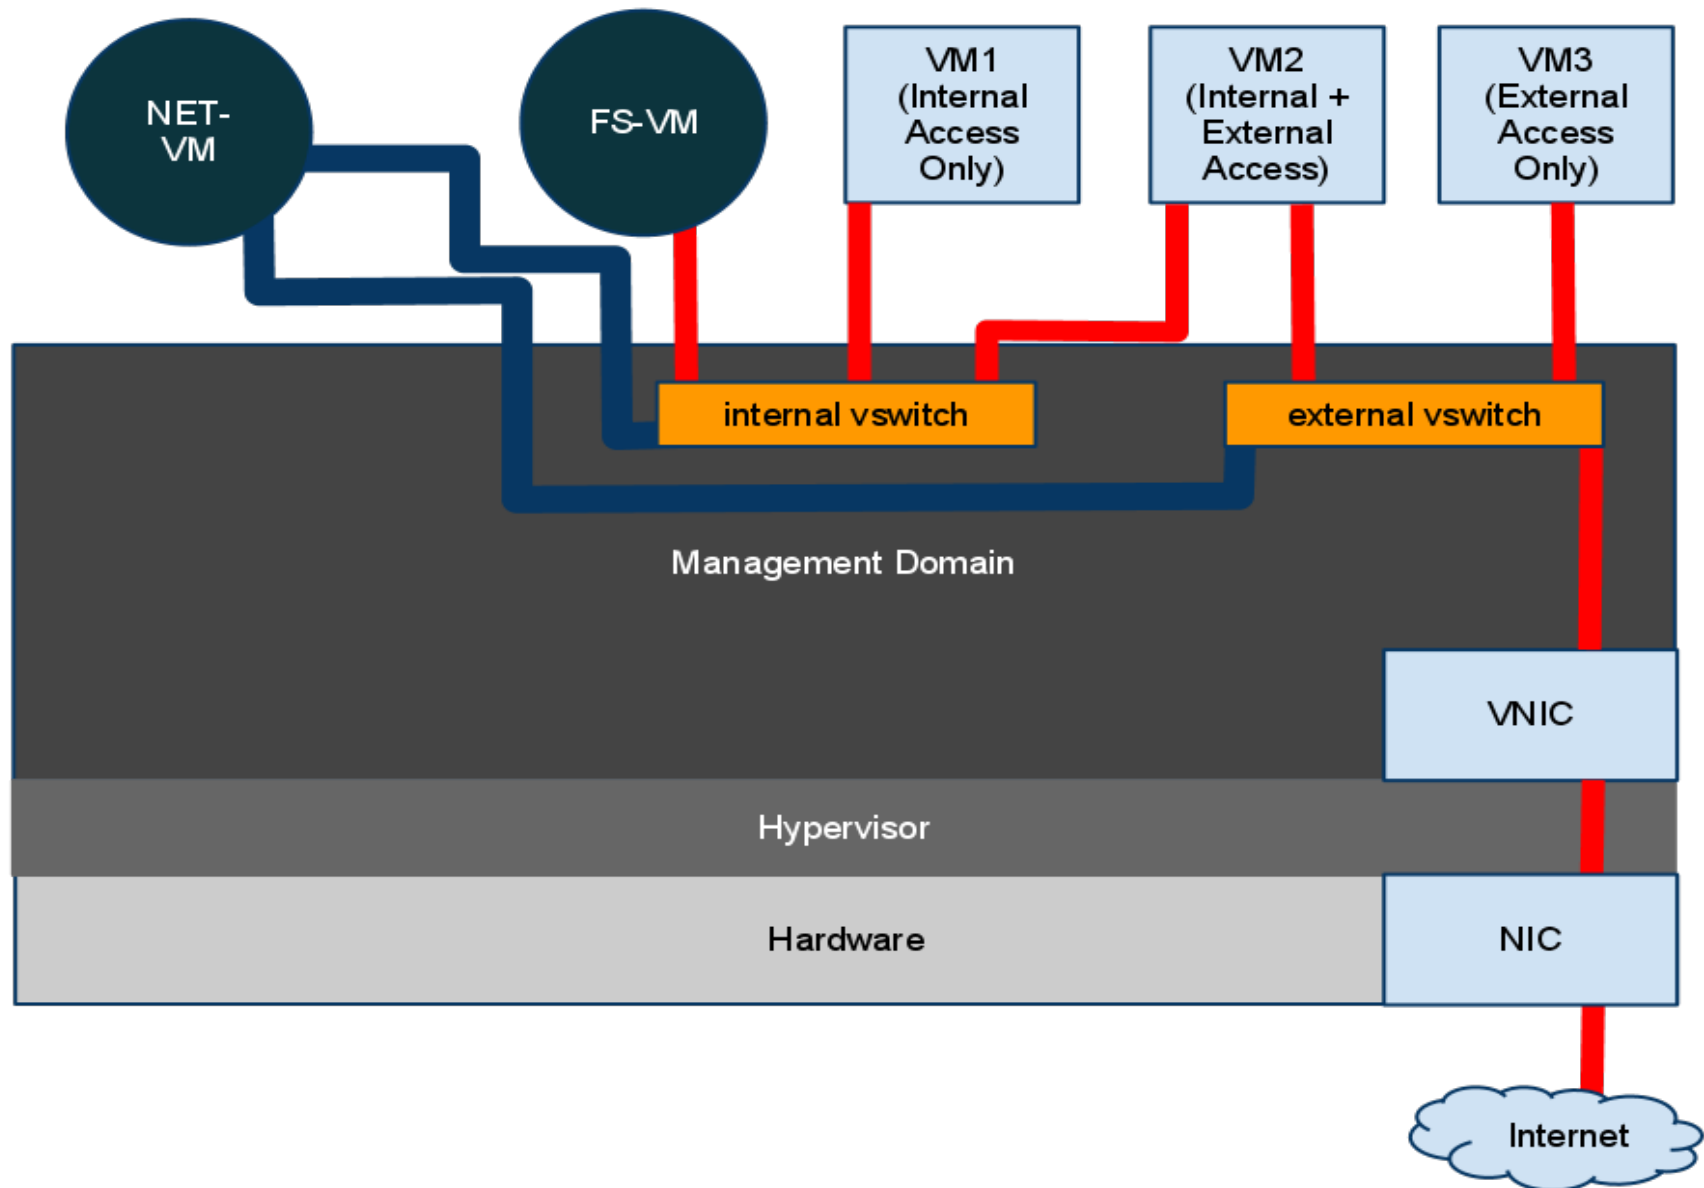 NET-
VM
FS-VM
VM1
(Internal
Access
Only)
VM2
(Internal +
External
Access)
VM3
(External
Access
Only)
internal vswitch
external vswitch
Management Domain
VNIC
Hypervisor
Hardware
NIC
Internet